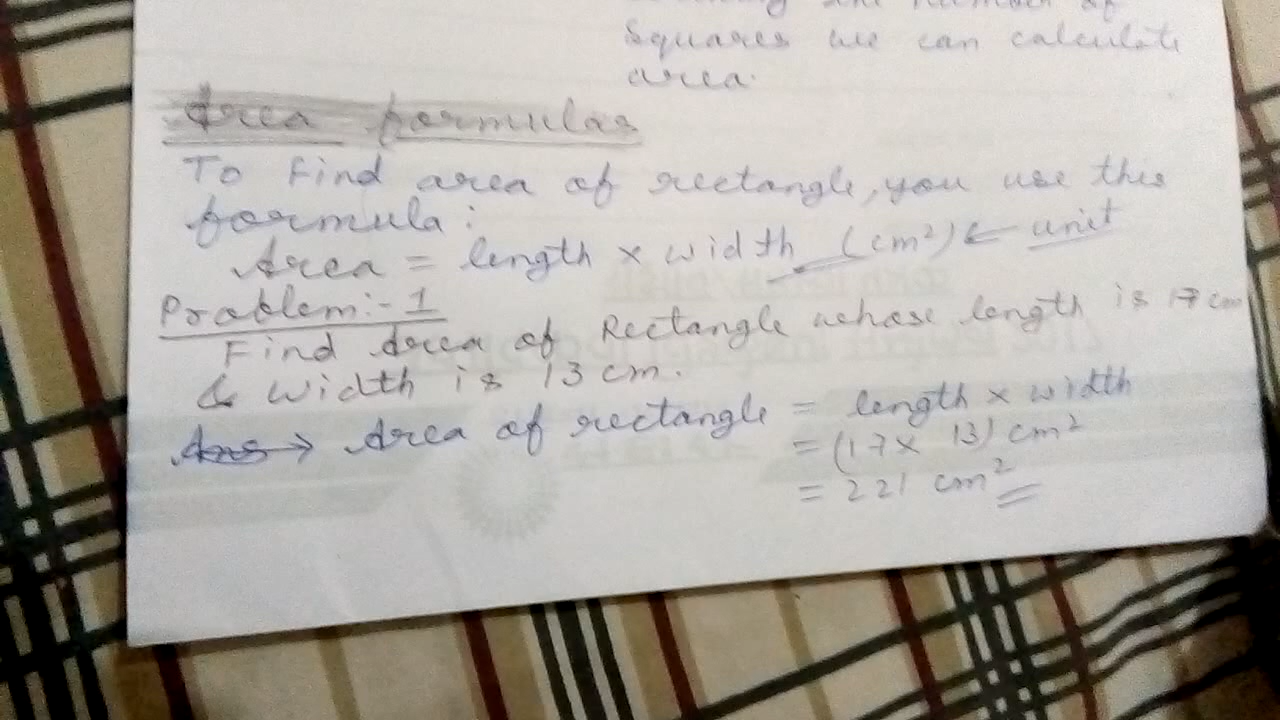 squares we can calculate
area.
Area formulas
To Find area of rectangle, you use this
formula:
Area = length × width (cm²) ← unit
Problem:- 1
Find Area of Rectangle whose length is 17 cm
& width is 13 cm.
Ans → Area of rectangle = length × width
= (17 × 13) cm²
= 221 cm²